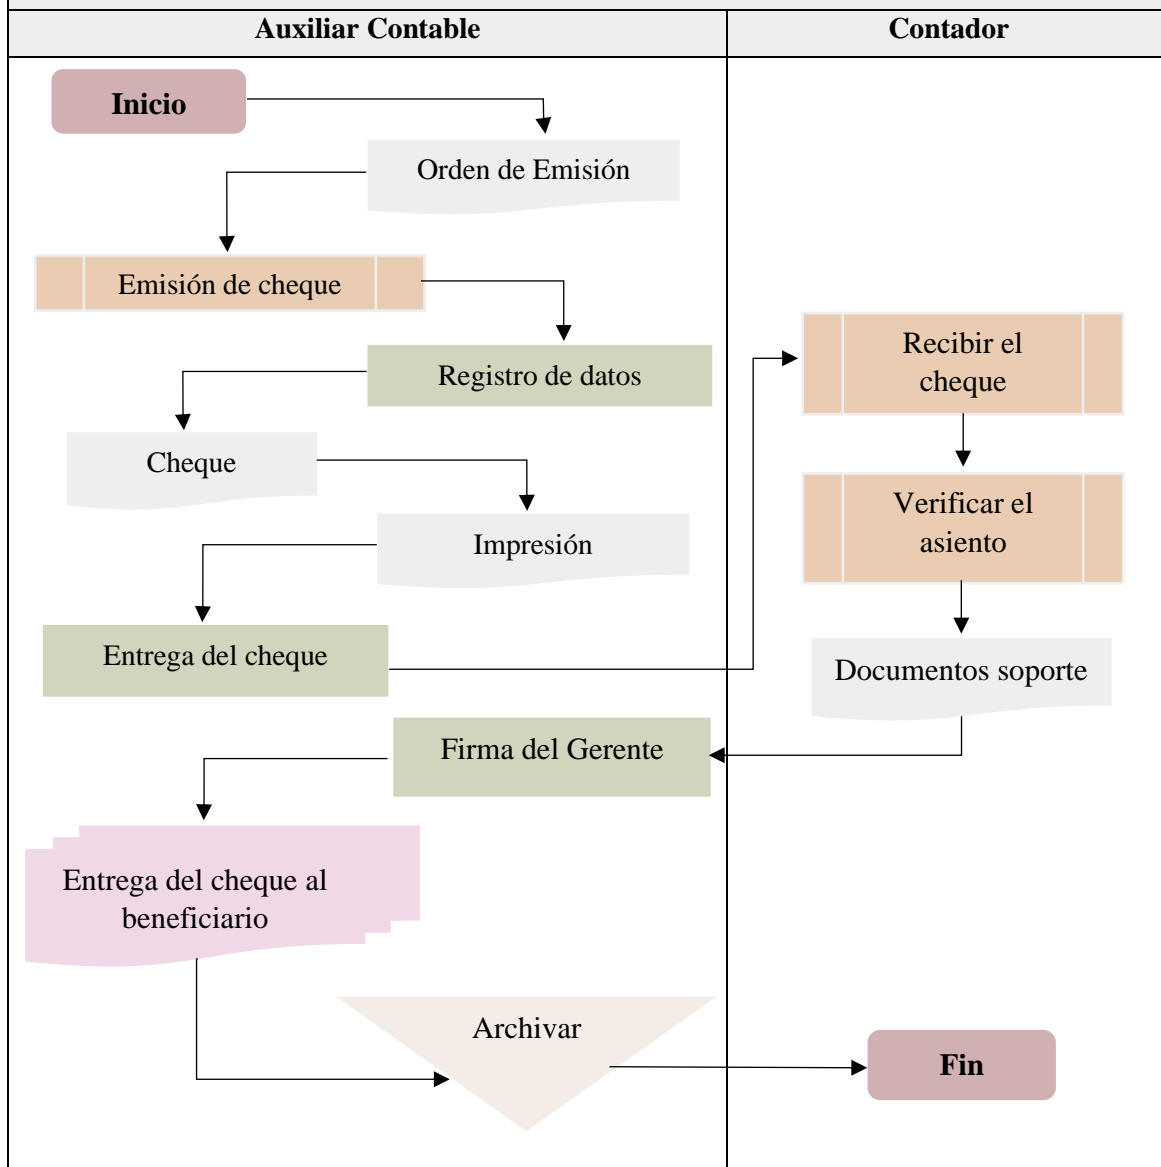 Auxiliar Contable
Contador
Inicio
Orden de Emisión
Emisión de cheque
Registro de datos
Cheque
Impresión
Entrega del cheque
Recibir el
cheque
Verificar el
asiento
Documentos soporte
Firma del Gerente
Entrega del cheque al
beneficiario
Archivar
Fin